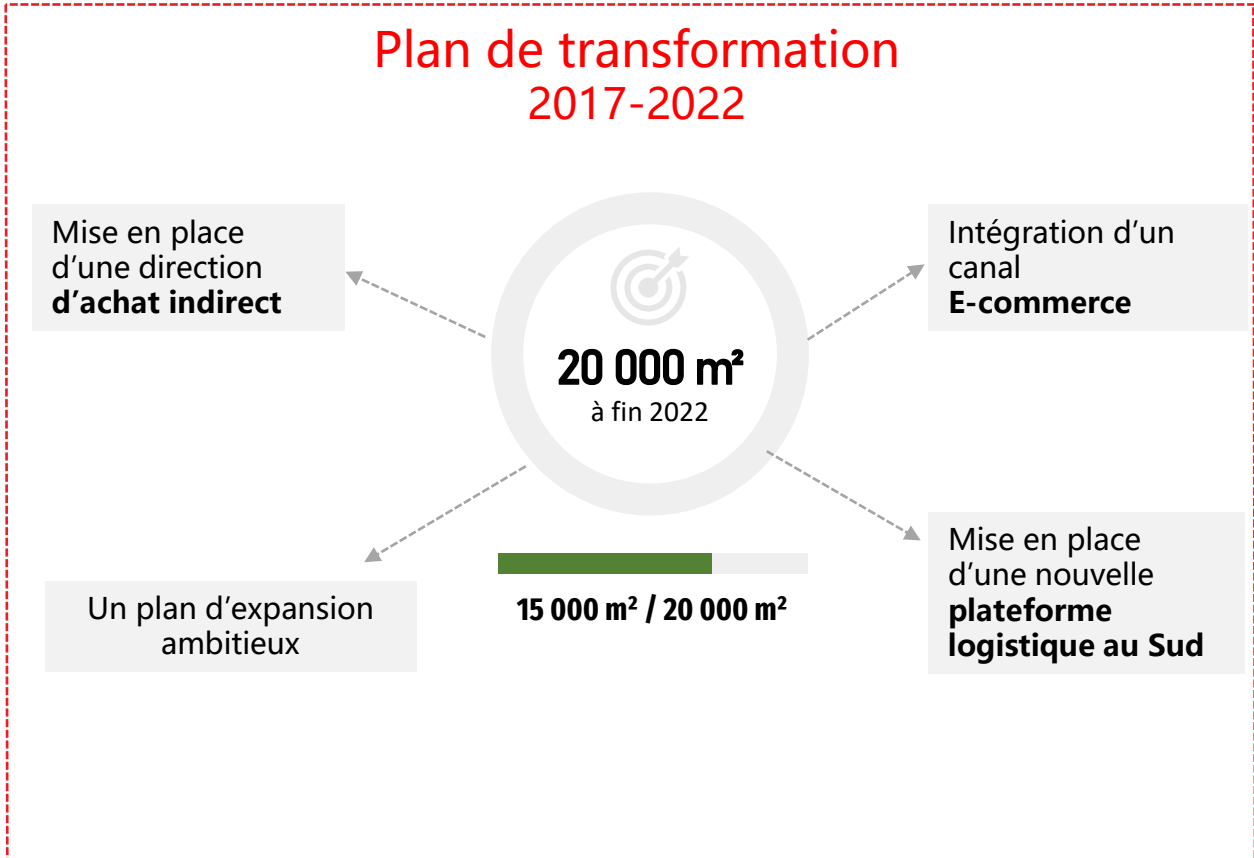 Plan de transformation
2017-2022
Mise en place
d’une direction
d’achat indirect
Intégration d’un
canal
E-commerce
20 000 m²
à fin 2022
Un plan d’expansion
ambitieux
15 000 m² / 20 000 m²
Mise en place
d’une nouvelle
plateforme
logistique au Sud